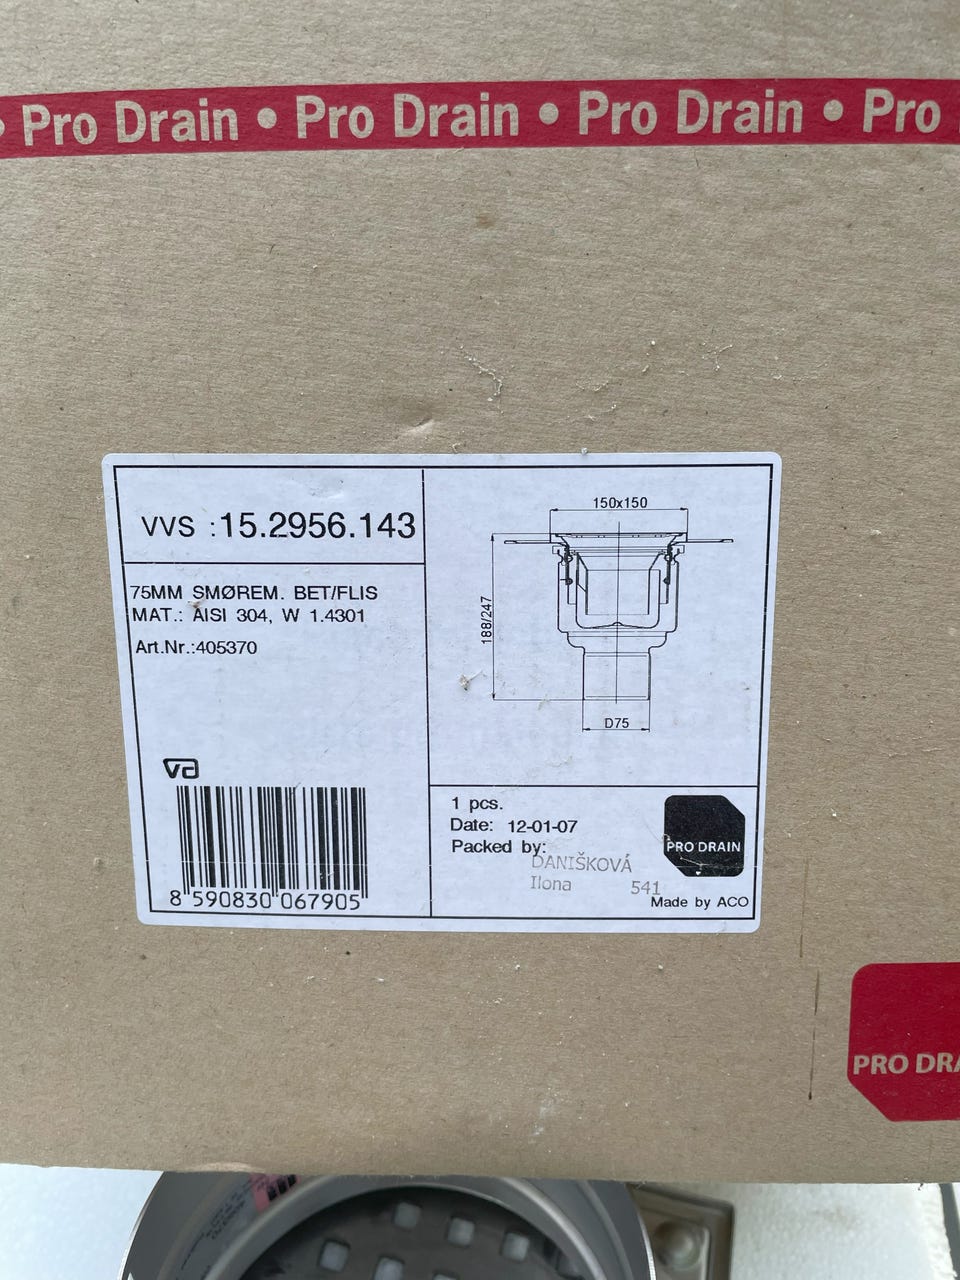 Pro Drain • Pro Drain • Pro Drain • Pro
VVS :15.2956.143
75MM SMØREM. BET/FLIS
MAT.: AISI 304, W 1.4301
Art.Nr.:405370
va
8 590830 067905
150x150
188/247
D75
1 pcs.
Date: 12-01-07
Packed by:
DANIŠKOVÁ
Ilona 541
PRO DRAIN
Made by ACO
PRO DRA